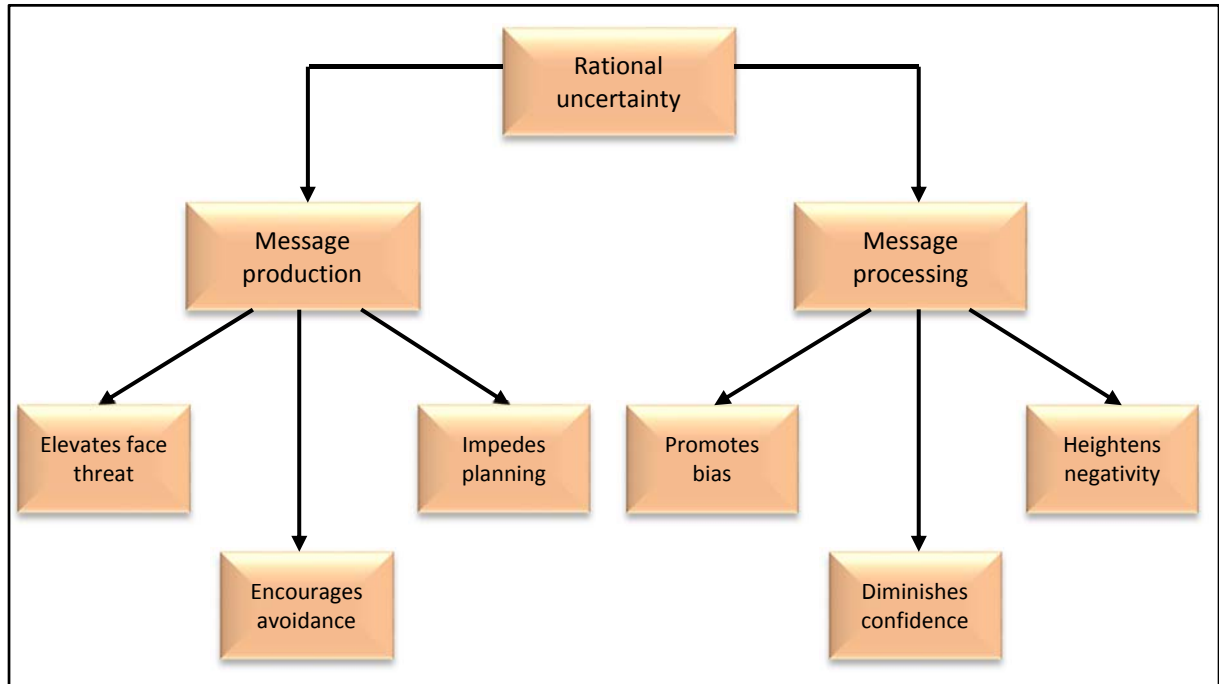 Rational
uncertainty
Message
production
Message
processing
Elevates face
threat
Impedes
planning
Promotes
bias
Heightens
negativity
Encourages
avoidance
Diminishes
confidence